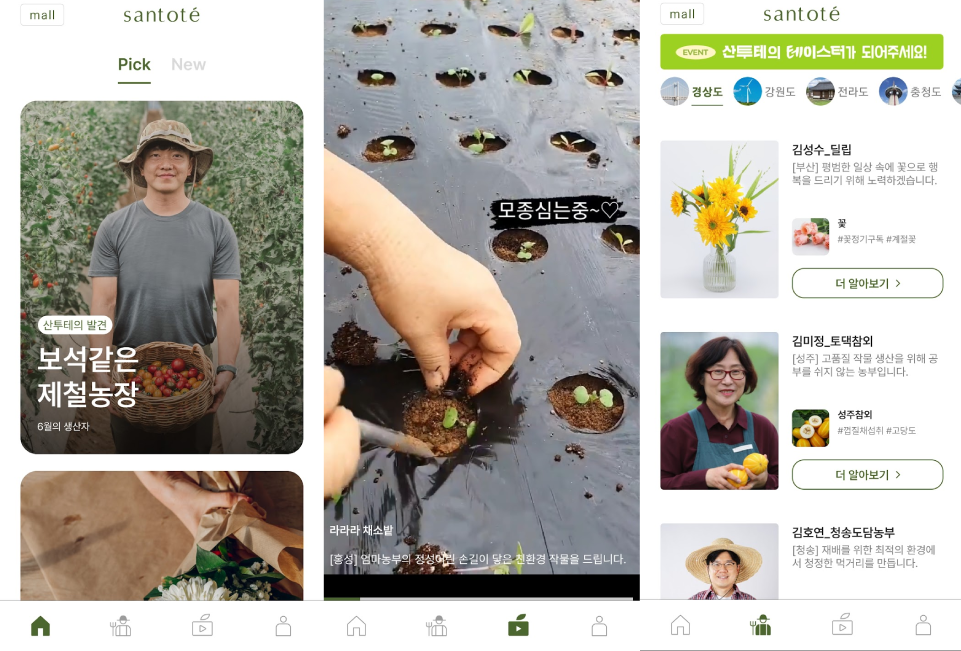 mall
santoté
Pick
New
산투테의 발견
보석같은
제철농장
6월의 생산자
모종심는중~♡
라라라 채소밭
[홍성] 엄마농부의 정성어린 손길이 닿은 친환경 작물을 드립니다.
mall
santoté
EVENT 산투테의 테이스터가 되어주세요!
경상도
강원도
전라도
충청도
김성수_딜립
[부산] 평범한 일상 속에 꽃으로 행
복을 드리기 위해 노력하겠습니다.
꽃
#꽃정기구독 #계절꽃
더 알아보기 >
김미정_토댁참외
[성주] 고품질 작물 생산을 위해 공
부를 쉬지 않는 농부입니다.
성주참외
#껍질채섭취 #고당도
더 알아보기 >
김호연_청송도담농부
[청송] 재배를 위한 최적의 환경에
서 청정한 먹거리를 만듭니다.